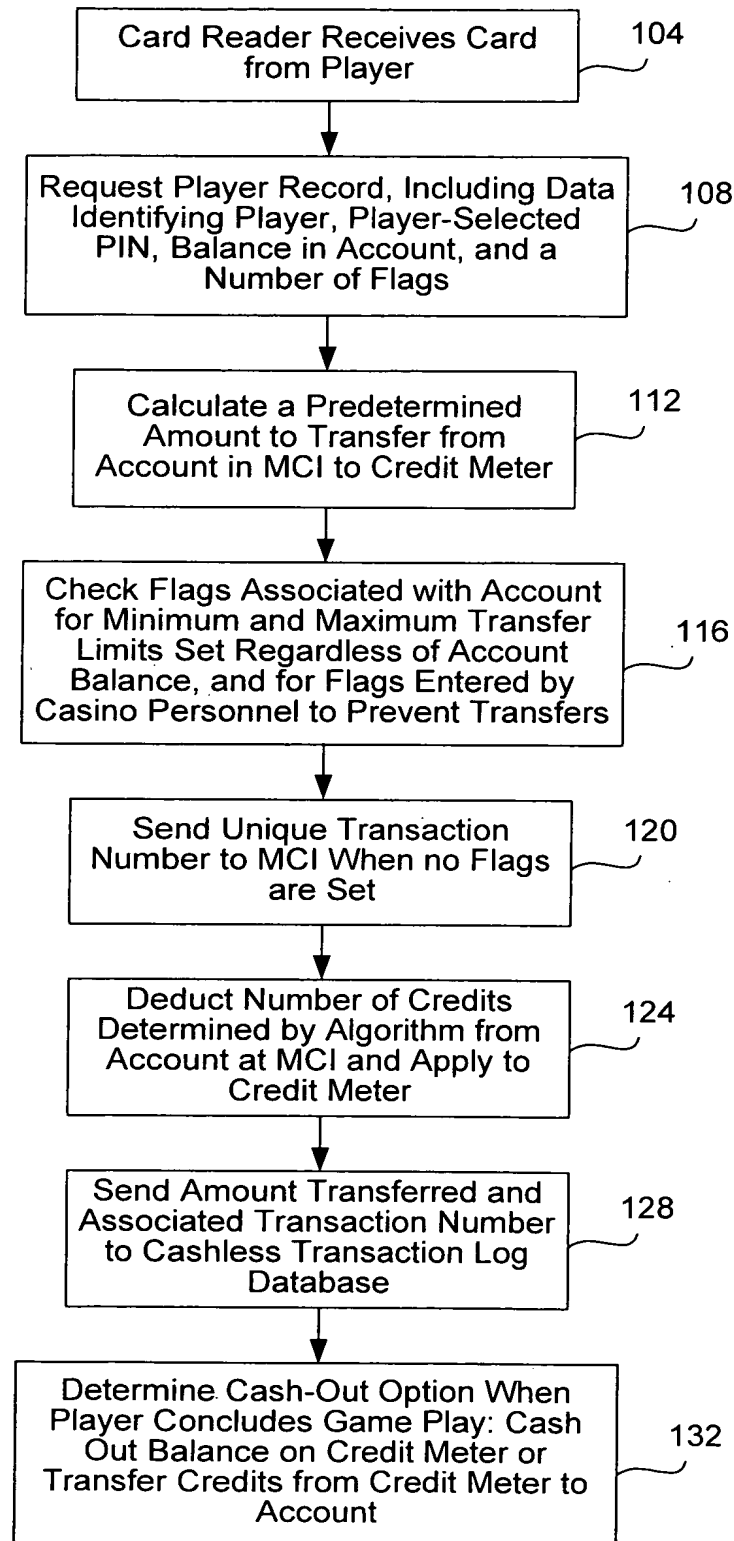 Card Reader Receives Card
from Player
104
Request Player Record, Including Data
Identifying Player, Player-Selected
PIN, Balance in Account, and a
Number of Flags
108
Calculate a Predetermined
Amount to Transfer from
Account in MCI to Credit Meter
112
Check Flags Associated with Account
for Minimum and Maximum Transfer
Limits Set Regardless of Account
Balance, and for Flags Entered by
Casino Personnel to Prevent Transfers
116
Send Unique Transaction
Number to MCI When no Flags
are Set
120
Deduct Number of Credits
Determined by Algorithm from
Account at MCI and Apply to
Credit Meter
124
Send Amount Transferred and
Associated Transaction Number
to Cashless Transaction Log
Database
128
Determine Cash-Out Option When
Player Concludes Game Play: Cash
Out Balance on Credit Meter or
Transfer Credits from Credit Meter to
Account
132